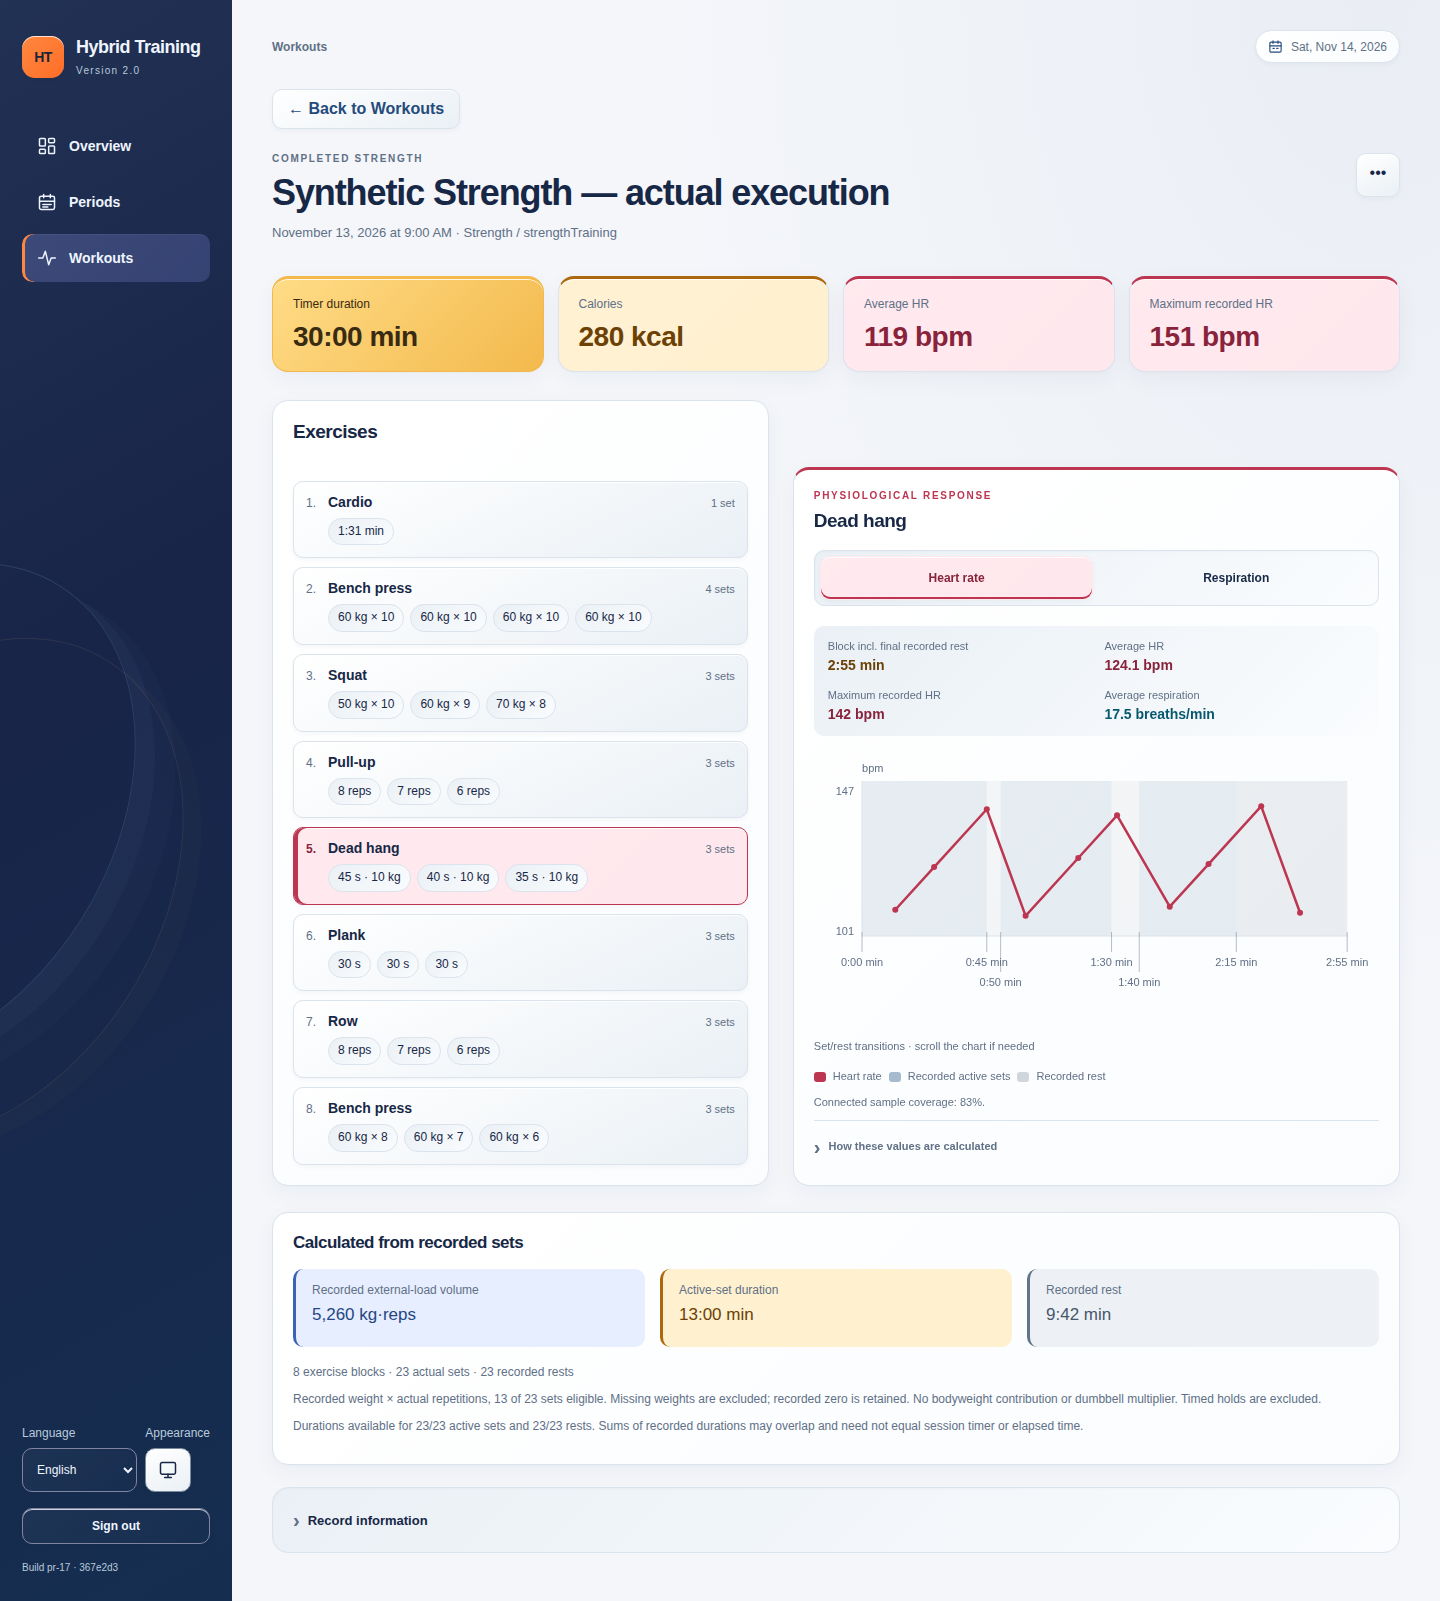 HT
Hybrid Training
Version 2.0
Overview
Periods
Workouts
Language
Appearance
English
Sign out
Build pr-17 · 367e2d3
Workouts
Sat, Nov 14, 2026
← Back to Workouts
COMPLETED STRENGTH
Synthetic Strength — actual execution
•••
November 13, 2026 at 9:00 AM · Strength / strengthTraining
Timer duration
30:00 min
Calories
280 kcal
Average HR
119 bpm
Maximum recorded HR
151 bpm
Exercises
1. Cardio 1 set
1:31 min
2. Bench press 4 sets
60 kg × 10 60 kg × 10 60 kg × 10 60 kg × 10
3. Squat 3 sets
50 kg × 10 60 kg × 9 70 kg × 8
4. Pull-up 3 sets
8 reps 7 reps 6 reps
5. Dead hang 3 sets
45 s · 10 kg 40 s · 10 kg 35 s · 10 kg
6. Plank 3 sets
30 s 30 s 30 s
7. Row 3 sets
8 reps 7 reps 6 reps
8. Bench press 3 sets
60 kg × 8 60 kg × 7 60 kg × 6
PHYSIOLOGICAL RESPONSE
Dead hang
Heart rate Respiration
Block incl. final recorded rest
2:55 min
Average HR
124.1 bpm
Maximum recorded HR
142 bpm
Average respiration
17.5 breaths/min
bpm
147
101
0:00 min 0:45 min 1:30 min 2:15 min 2:55 min
0:50 min 1:40 min
Set/rest transitions · scroll the chart if needed
Heart rate Recorded active sets Recorded rest
Connected sample coverage: 83%.
› How these values are calculated
Calculated from recorded sets
Recorded external-load volume
5,260 kg·reps
Active-set duration
13:00 min
Recorded rest
9:42 min
8 exercise blocks · 23 actual sets · 23 recorded rests
Recorded weight × actual repetitions, 13 of 23 sets eligible. Missing weights are excluded; recorded zero is retained. No bodyweight contribution or dumbbell multiplier. Timed holds are excluded.
Durations available for 23/23 active sets and 23/23 rests. Sums of recorded durations may overlap and need not equal session timer or elapsed time.
› Record information